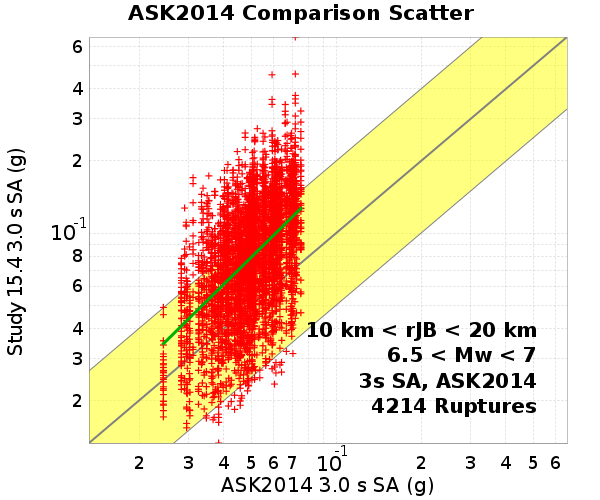 ASK2014 Comparison Scatter
Study 15.4 3.0 s SA (g)
6
4
3
2
10^-1
8
6
4
3
2
10 km < rJB < 20 km
6.5 < Mw < 7
3s SA, ASK2014
4214 Ruptures
2 3 4 5 6 7 10^-1 2 3 4 5 6
ASK2014 3.0 s SA (g)